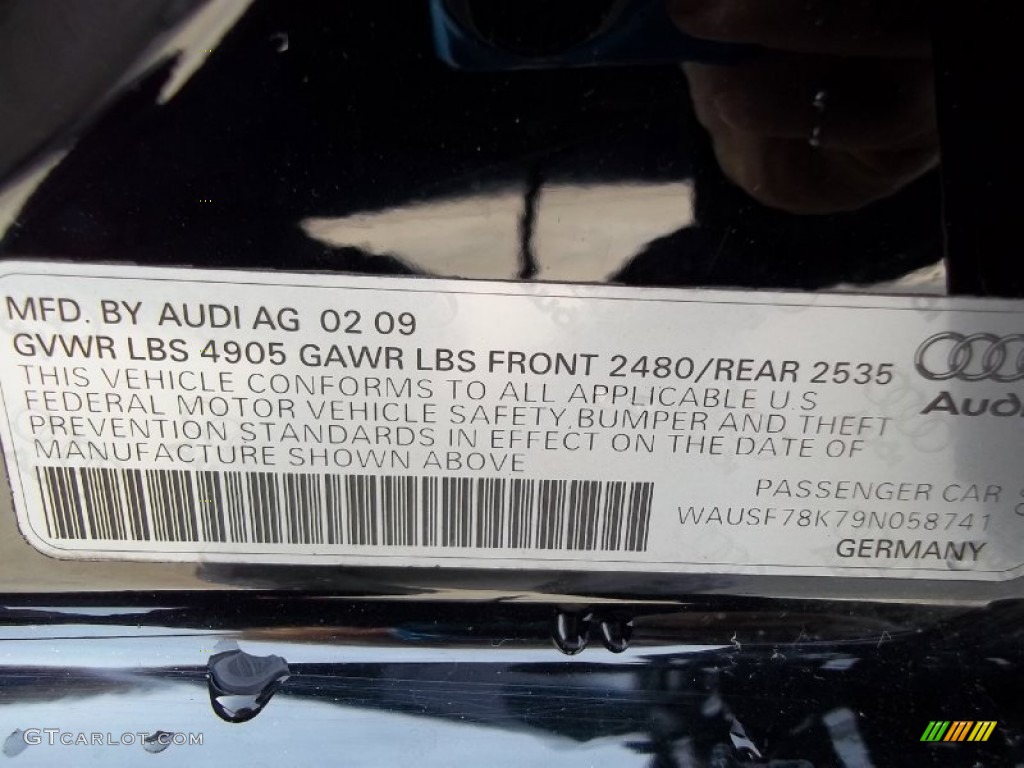 MFD. BY AUDI AG 02 09
GVWR LBS 4905 GAWR LBS FRONT 2480/REAR 2535
THIS VEHICLE CONFORMS TO ALL APPLICABLE U.S
FEDERAL MOTOR VEHICLE SAFETY,BUMPER AND THEFT
PREVENTION STANDARDS IN EFFECT ON THE DATE OF
MANUFACTURE SHOWN ABOVE
Audi
PASSENGER CAR
WAUSF78K79N058741
GERMANY
GTCARLOT.COM